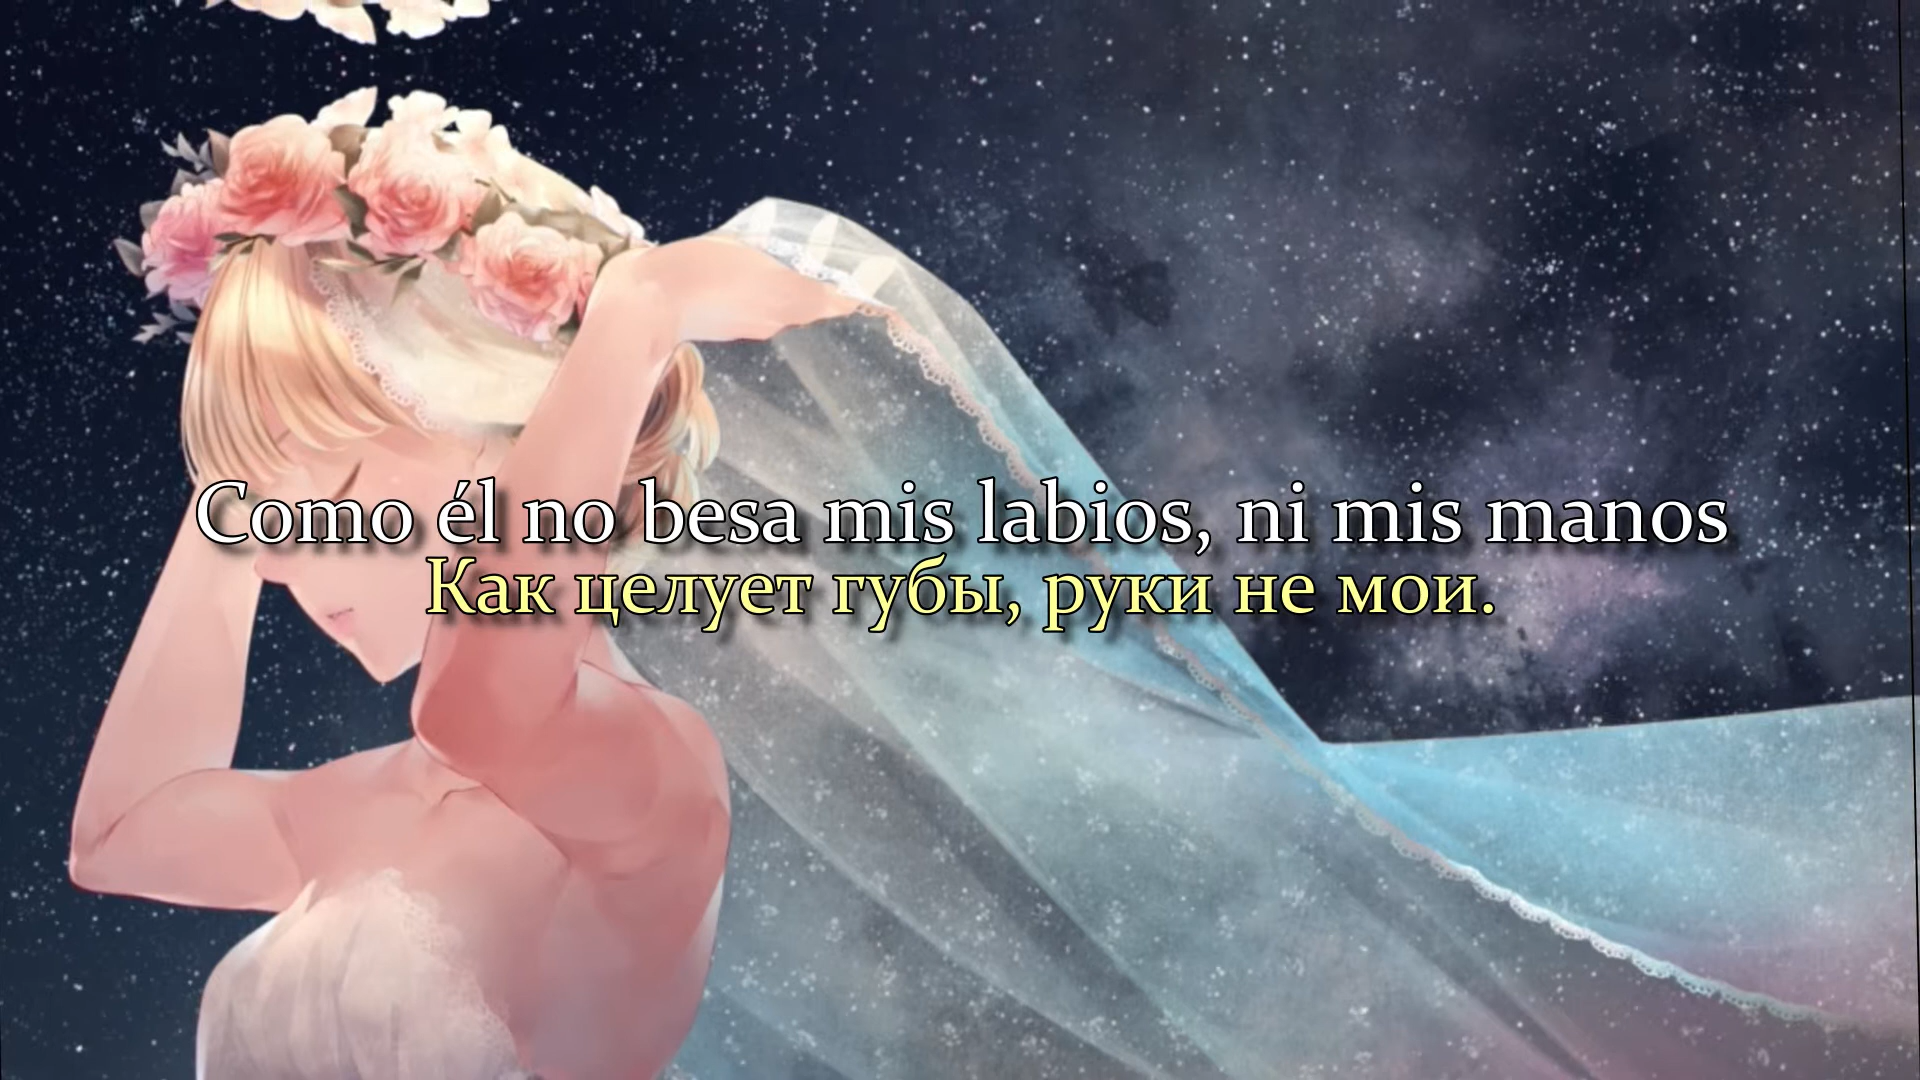 Como él no besa mis labios, ni mis manos
Как целует губы, руки не мои.